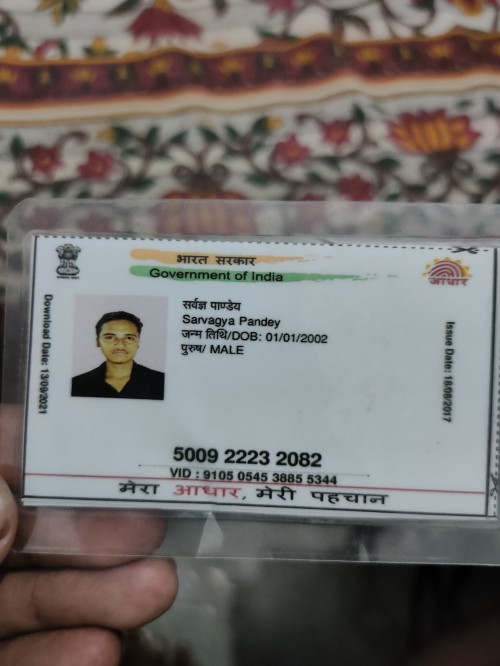 भारत सरकार
Government of India
आधार
Download Date: 13/09/2021
सर्वज्ञ पाण्डेय
Sarvagya Pandey
जन्म तिथि/DOB: 01/01/2002
पुरुष/ MALE
Issue Date: 18/08/2017
5009 2223 2082
VID : 9105 0545 3885 5344
मेरा आधार, मेरी पहचान